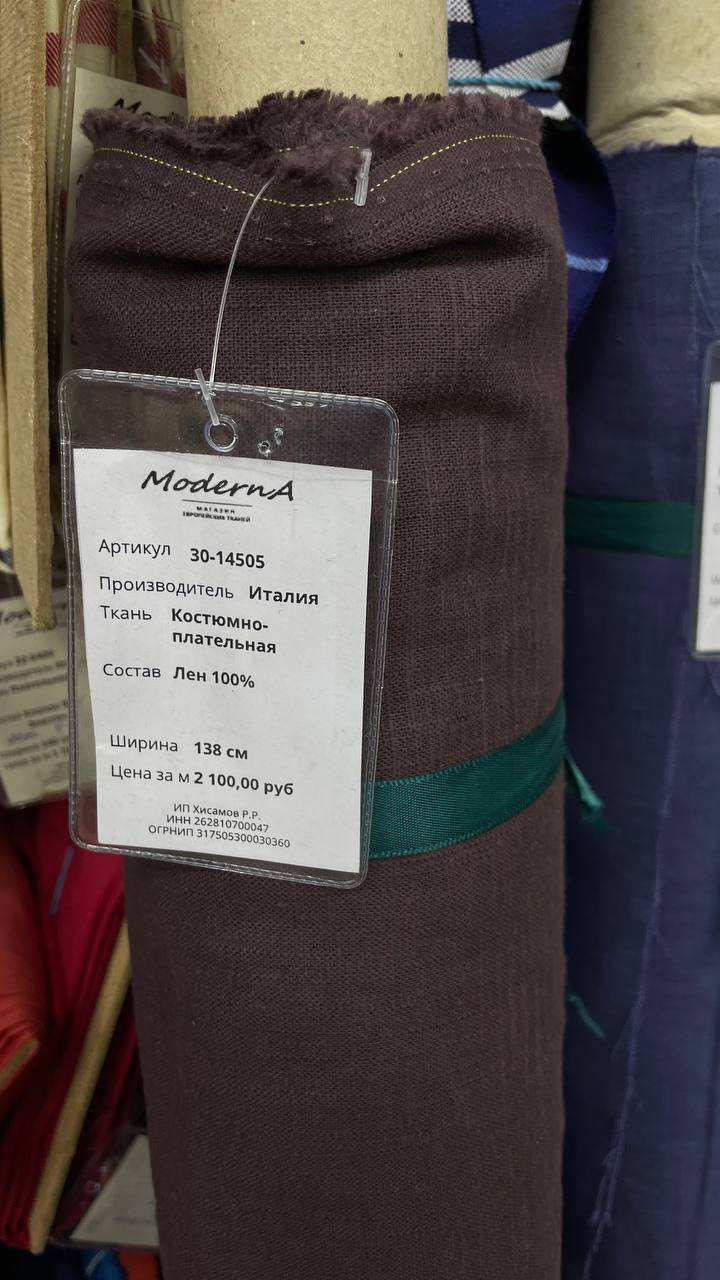 ModernA
МАГАЗИН
ЕВРОПЕЙСКИХ ТКАНЕЙ
Артикул 30-14505
Производитель Италия
Ткань Костюмно-
плательная
Состав Лен 100%
Ширина 138 см
Цена за м 2 100,00 руб
ИП Хисамов Р.Р.
ИНН 262810700047
ОГРНИП 317505300030360